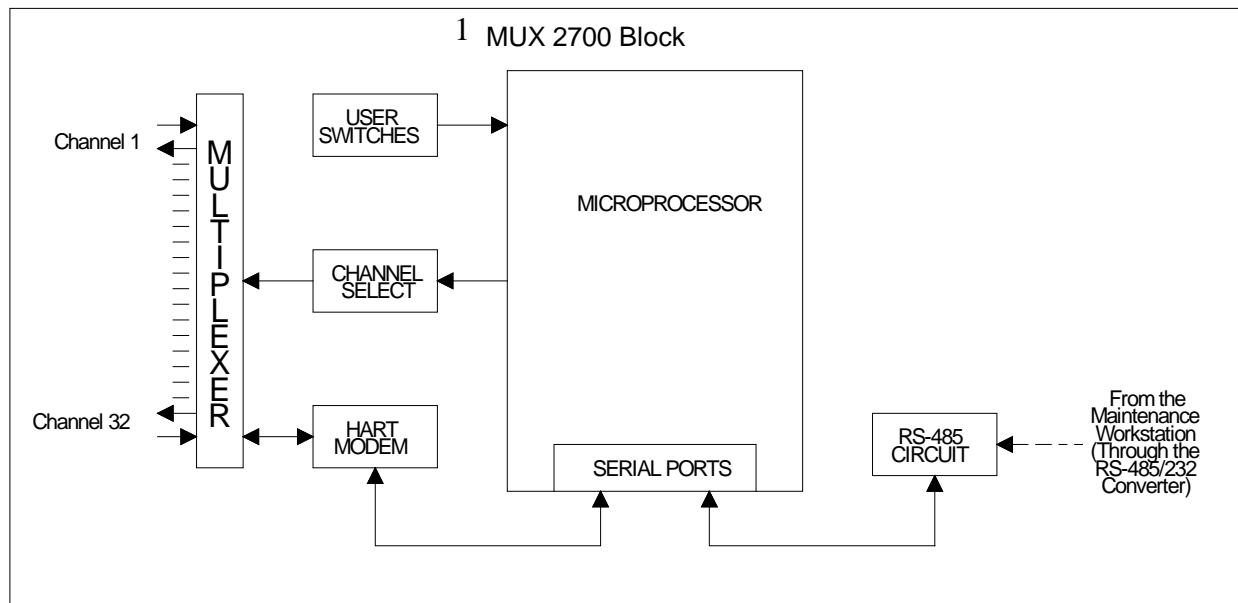 1 MUX 2700 Block
USER
SWITCHES
Channel 1
MULTIPLEXER
MICROPROCESSOR
CHANNEL
SELECT
Channel 32
HART
MODEM
SERIAL PORTS
RS-485
CIRCUIT
From the
Maintenance
Workstation
(Through the
RS-485/232
Converter)